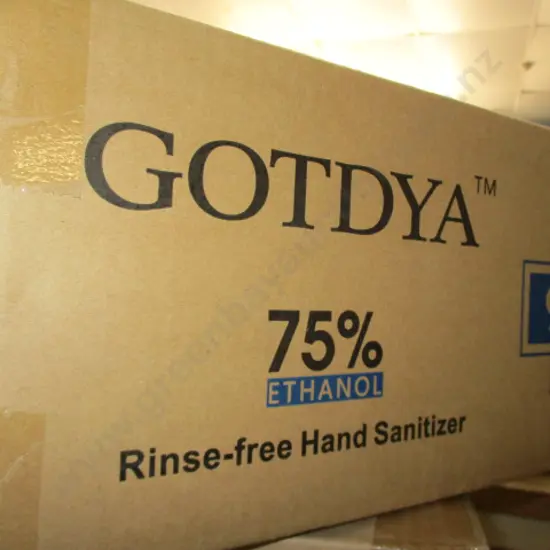 GOTDYA™
75%
ETHANOL
Rinse-free Hand Sanitizer